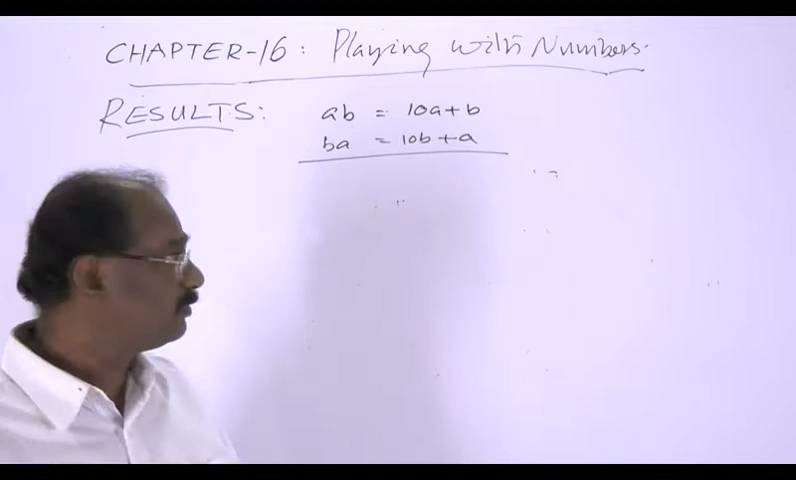 CHAPTER-16: Playing with Numbers.
RESULTS: ab = 10a+b
ba = 10b+a